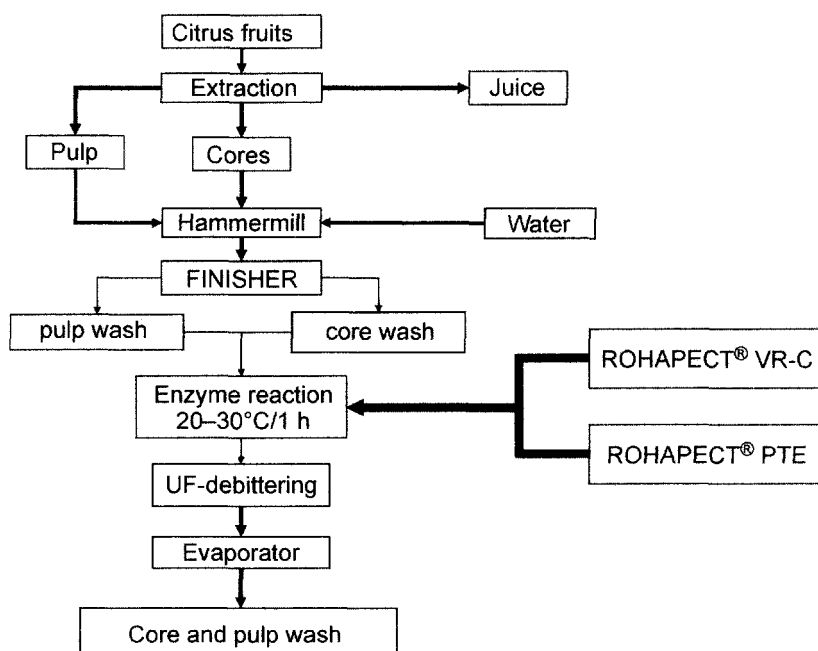 Citrus fruits
Extraction
Juice
Pulp
Cores
Hammermill
Water
FINISHER
pulp wash
core wash
ROHAPECT® VR-C
Enzyme reaction
20–30°C/1 h
ROHAPECT® PTE
UF-debittering
Evaporator
Core and pulp wash